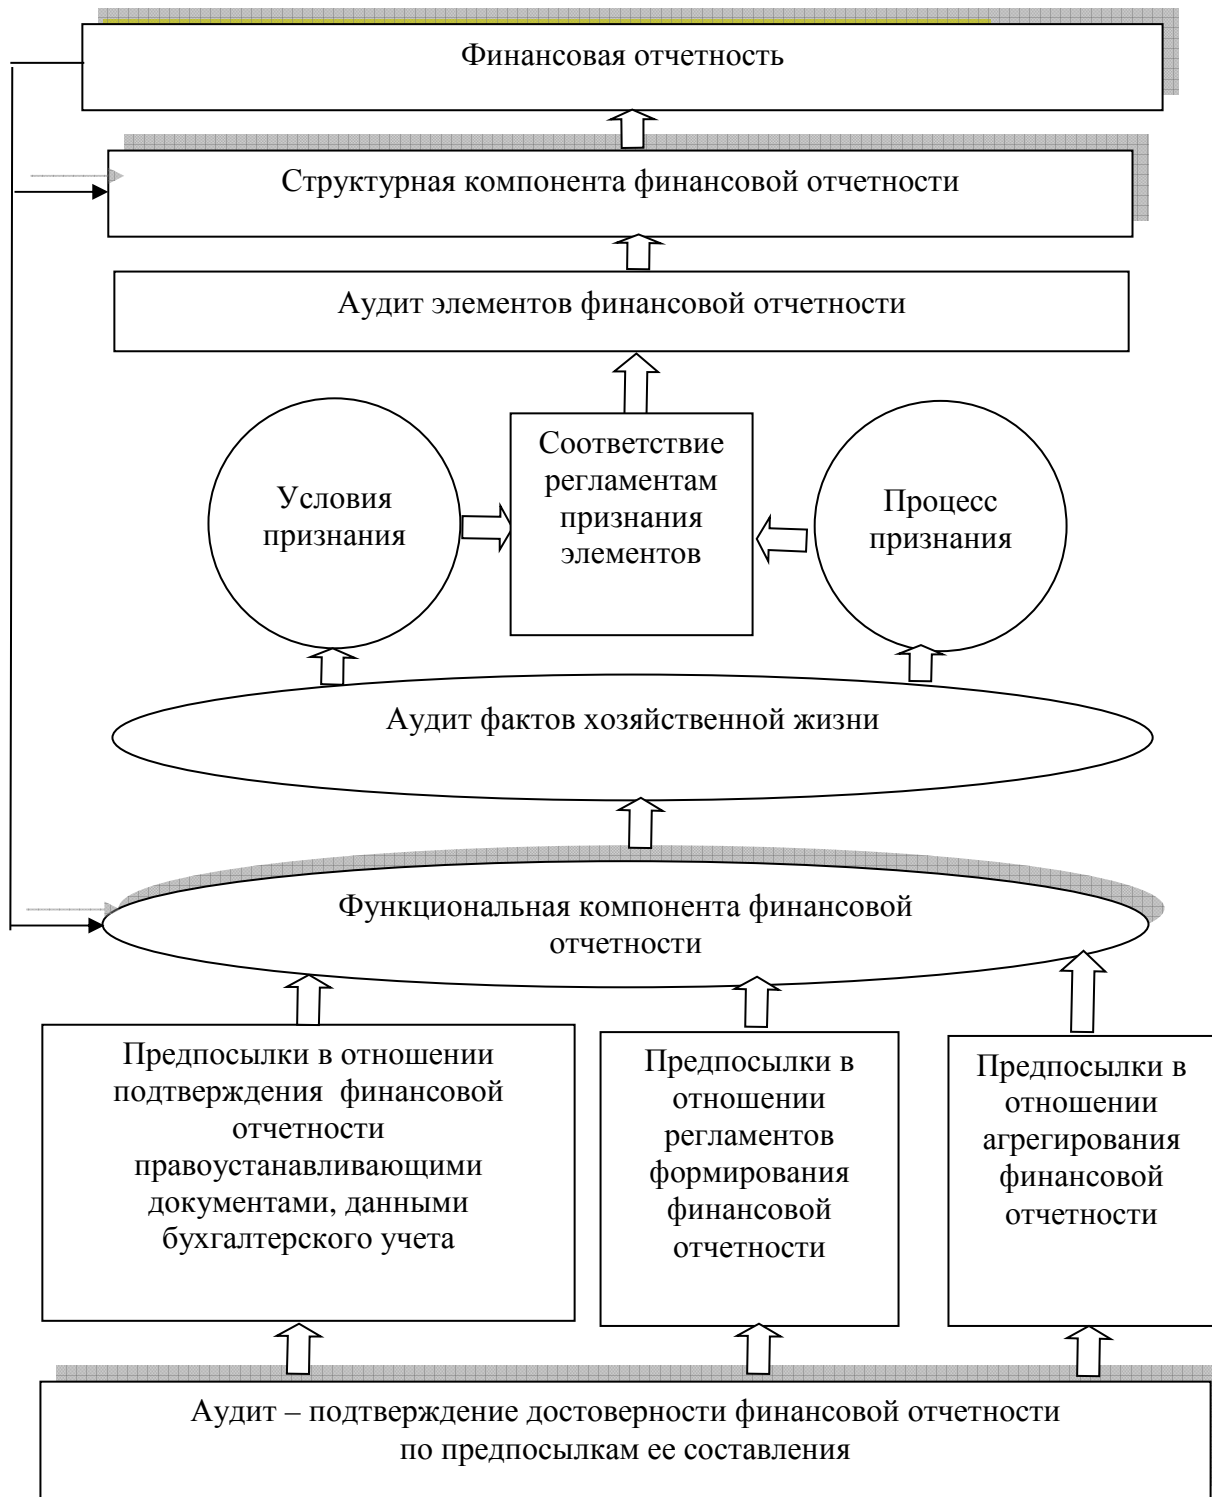 Финансовая отчетность
Структурная компонента финансовой отчетности
Аудит элементов финансовой отчетности
Условия
признания
Соответствие
регламентам
признания
элементов
Процесс
признания
Аудит фактов хозяйственной жизни
Функциональная компонента финансовой
отчетности
Предпосылки в отношении
подтверждения финансовой
отчетности
правоустанавливающими
документами, данными
бухгалтерского учета
Предпосылки в
отношении
регламентов
формирования
финансовой
отчетности
Предпосылки в
отношении
агрегирования
финансовой
отчетности
Аудит – подтверждение достоверности финансовой отчетности
по предпосылкам ее составления